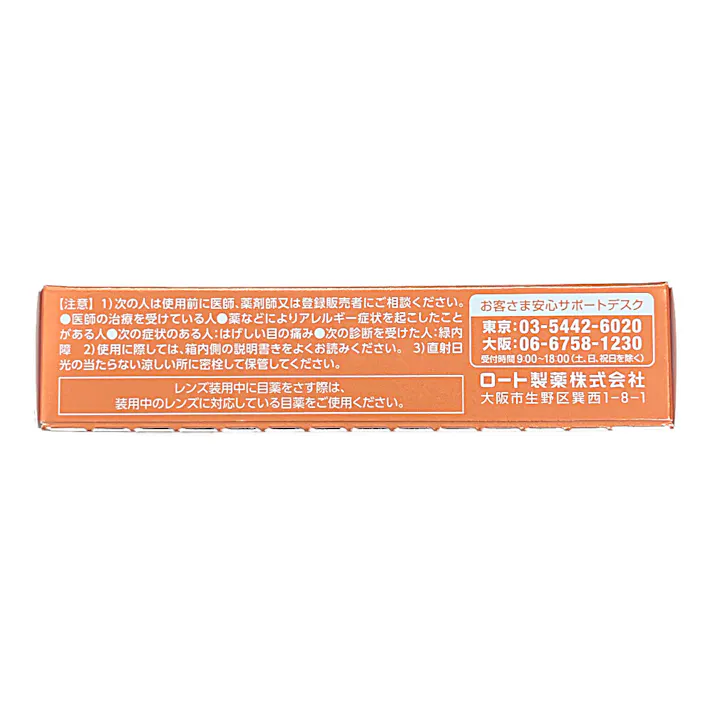 【注意】 1)次の人は使用前に医師、薬剤師又は登録販売者にご相談ください。
●医師の治療を受けている人●薬などによりアレルギー症状を起こしたこと
がある人●次の症状のある人;はげしい目の痛み●次の診断を受けた人;緑内
障 2)使用に際しては、箱内側の説明書きをよくお読みください。 3)直射日
光の当たらない涼しい所に密栓して保管してください。
レンズ装用中に目薬をさす際は、
装用中のレンズに対応している目薬をご使用ください。
お客さま安心サポートデスク
東京:03-5442-6020
大阪:06-6758-1230
受付時間 9:00~18:00(土、日、祝日を除く)
ロート製薬株式会社
大阪市生野区巽西1-8-1